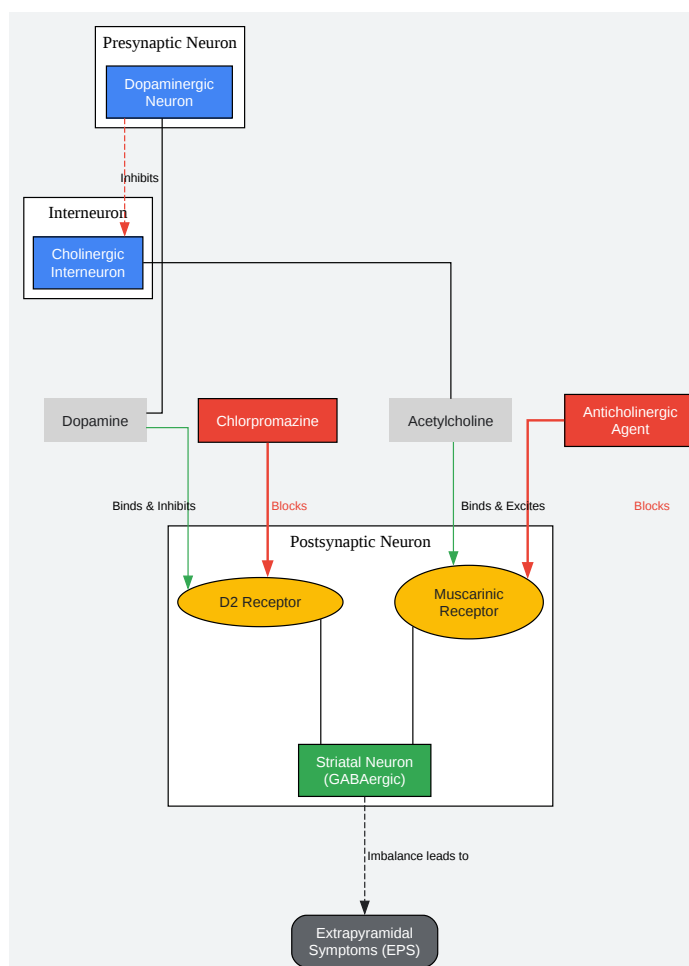 Presynaptic Neuron
Dopaminergic
Neuron
Inhibits
Interneuron
Cholinergic
Interneuron
Dopamine
Chlorpromazine
Acetylcholine
Anticholinergic
Agent
Binds & Inhibits
Blocks
Binds & Excites
Blocks
Postsynaptic Neuron
D2 Receptor
Muscarinic
Receptor
Striatal Neuron
(GABAergic)
Imbalance leads to
Extrapyramidal
Symptoms (EPS)